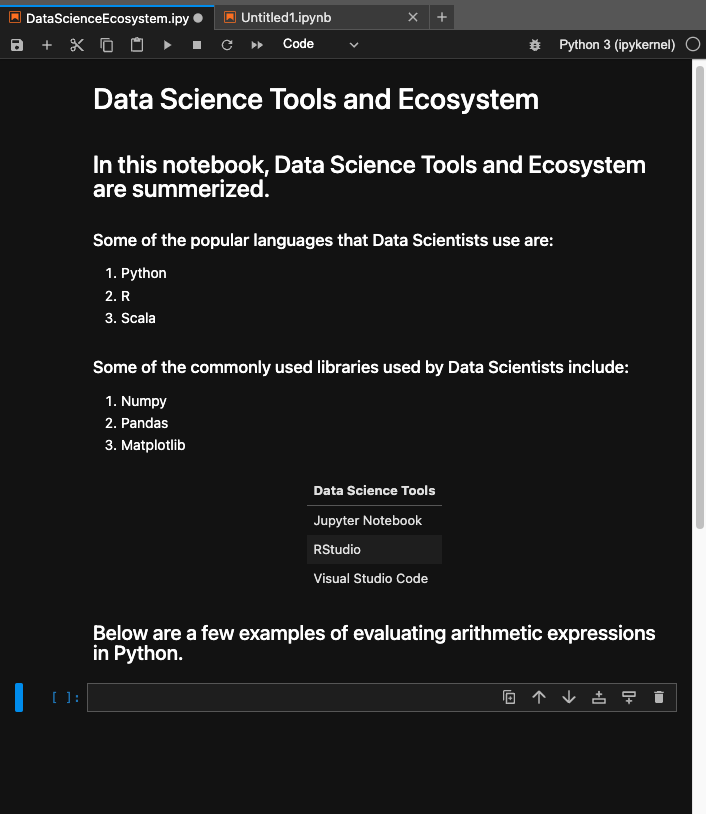 DataScienceEcosystem.ipy
Untitled1.ipynb
Code
Python 3 (ipykernel)
Data Science Tools and Ecosystem
In this notebook, Data Science Tools and Ecosystem
are summerized.
Some of the popular languages that Data Scientists use are:
1. Python
2. R
3. Scala
Some of the commonly used libraries used by Data Scientists include:
1. Numpy
2. Pandas
3. Matplotlib
Data Science Tools
Jupyter Notebook
RStudio
Visual Studio Code
Below are a few examples of evaluating arithmetic expressions
in Python.
[ ]: